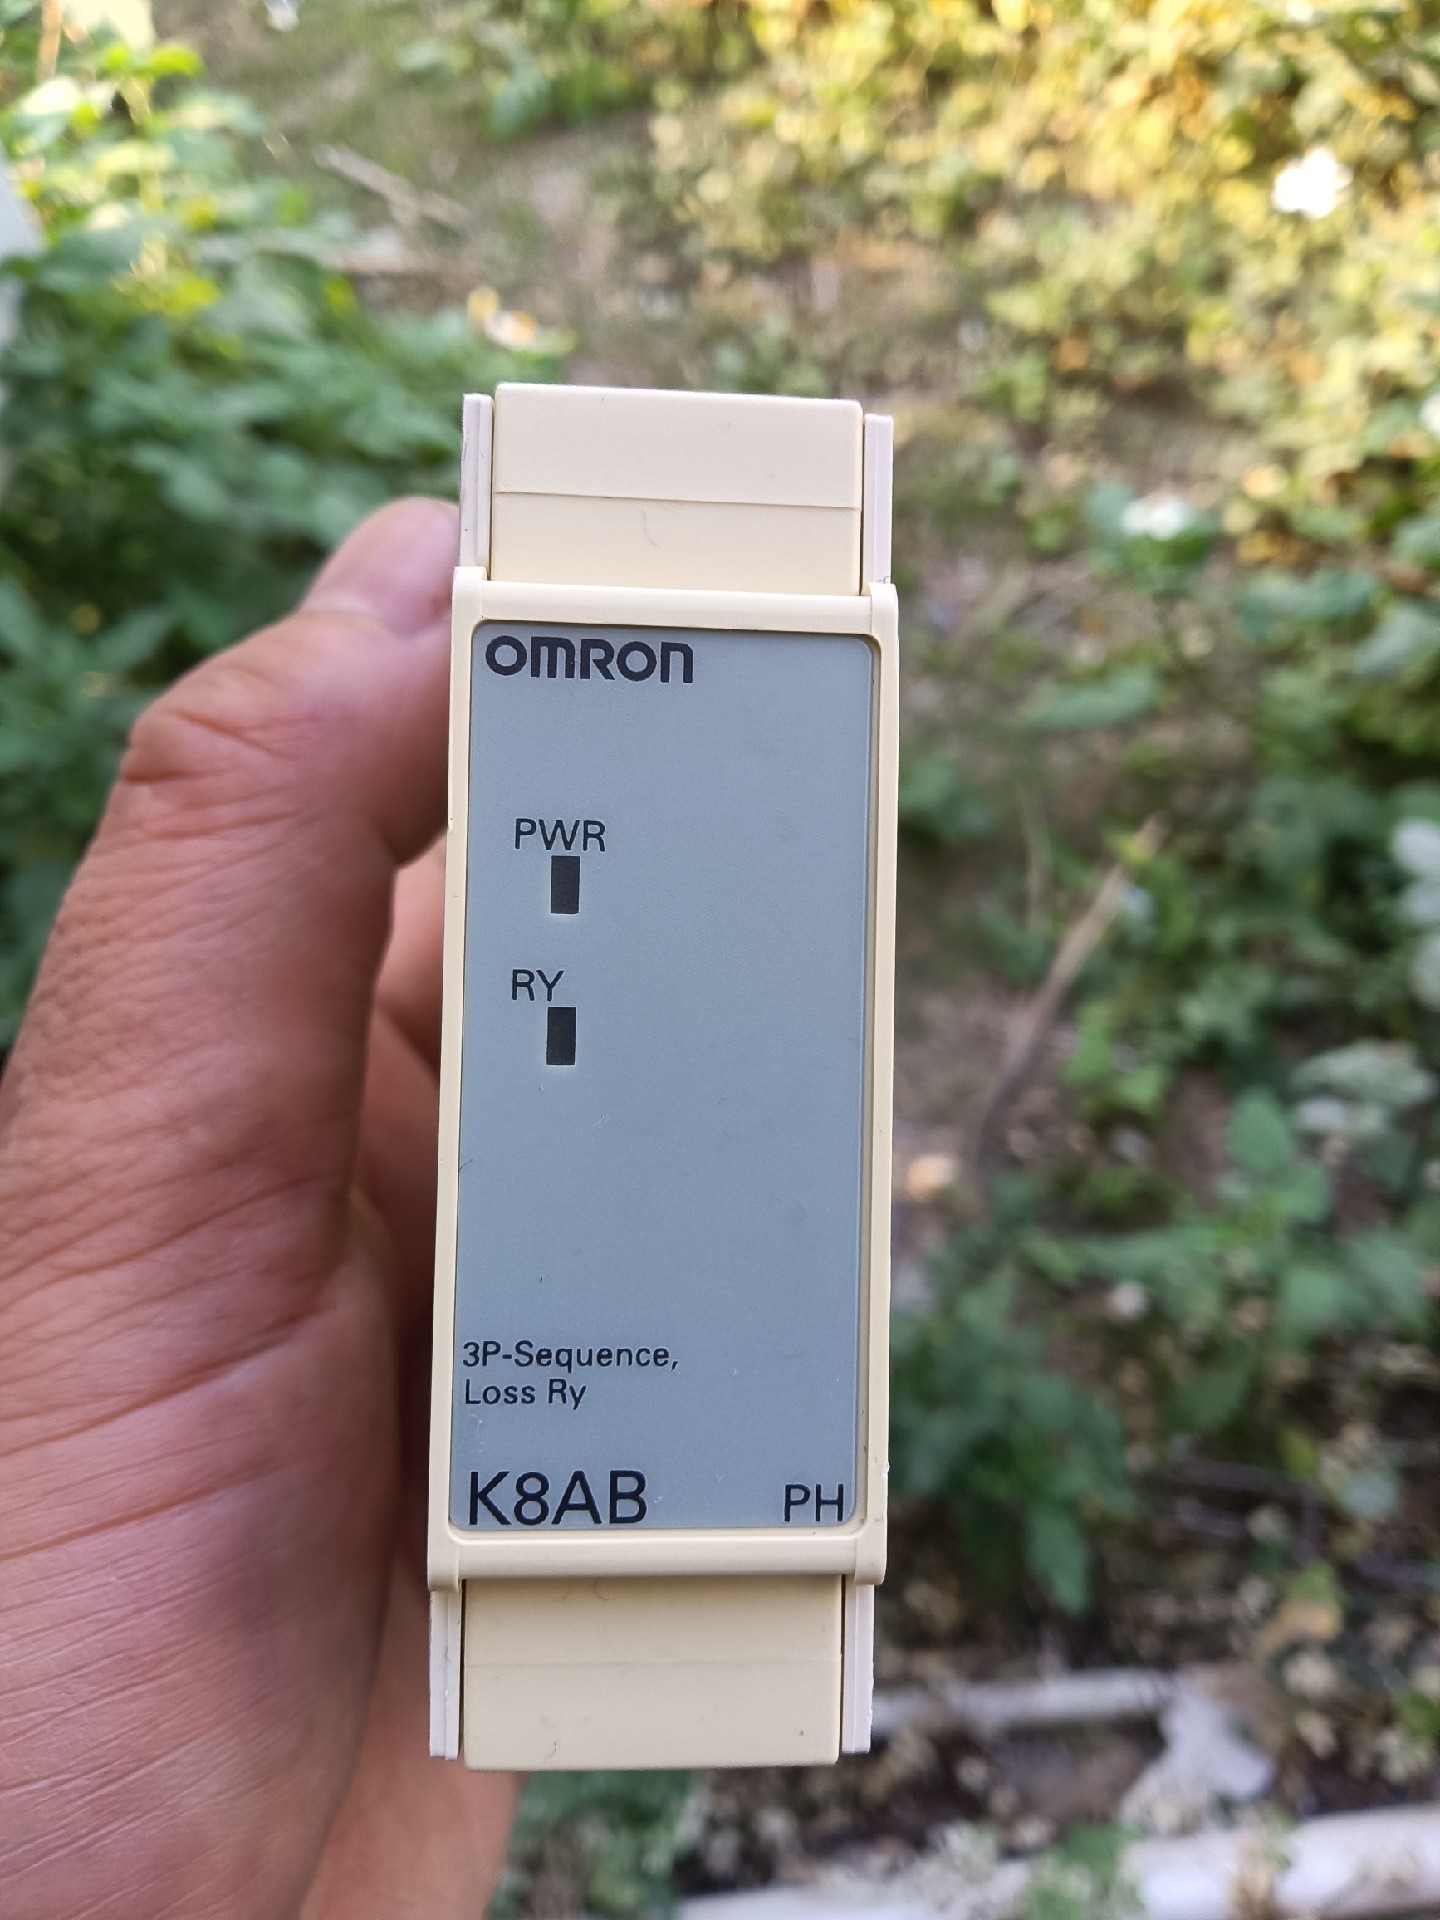 OMRON
PWR
RY
3P-Sequence,
Loss Ry
K8AB PH